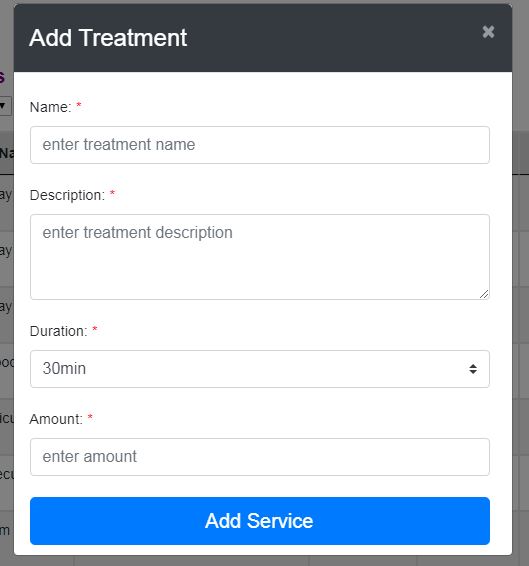 Add Treatment ×
Name: *
enter treatment name
Description: *
enter treatment description
Duration: *
30min
Amount: *
enter amount
Add Service